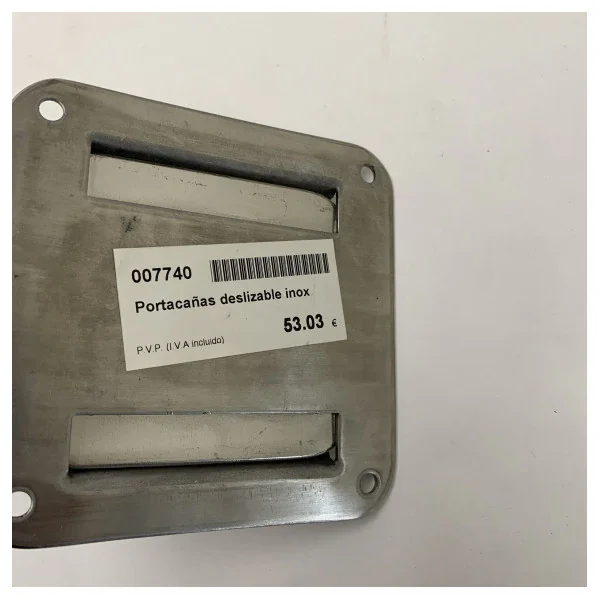 007740
Portacañas deslizable inox
53.03 €
P.V.P. (I.V.A incluido)